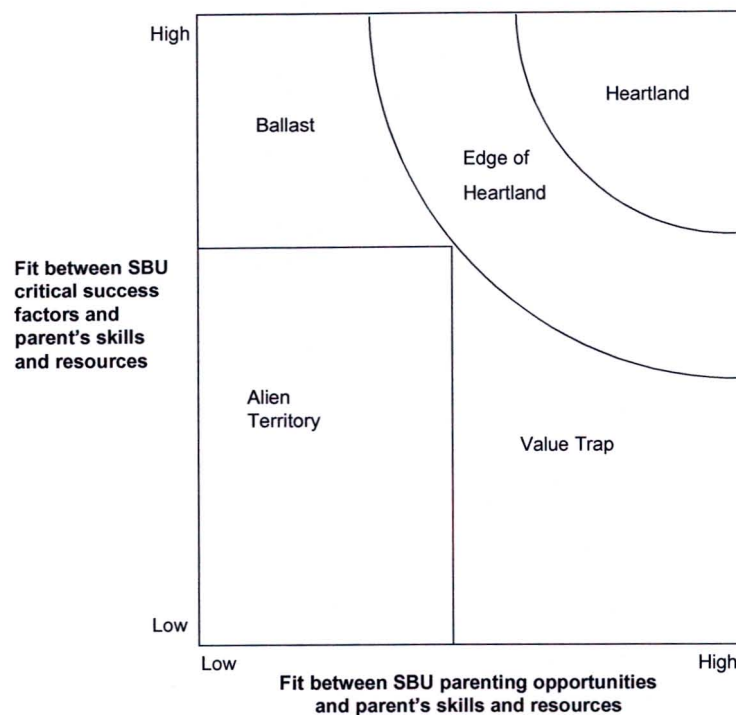 High
Heartland
Ballast
Edge of
Heartland
Fit between SBU
critical success
factors and
parent's skills
and resources
Alien
Territory
Value Trap
Low
Low
High
Fit between SBU parenting opportunities
and parent's skills and resources